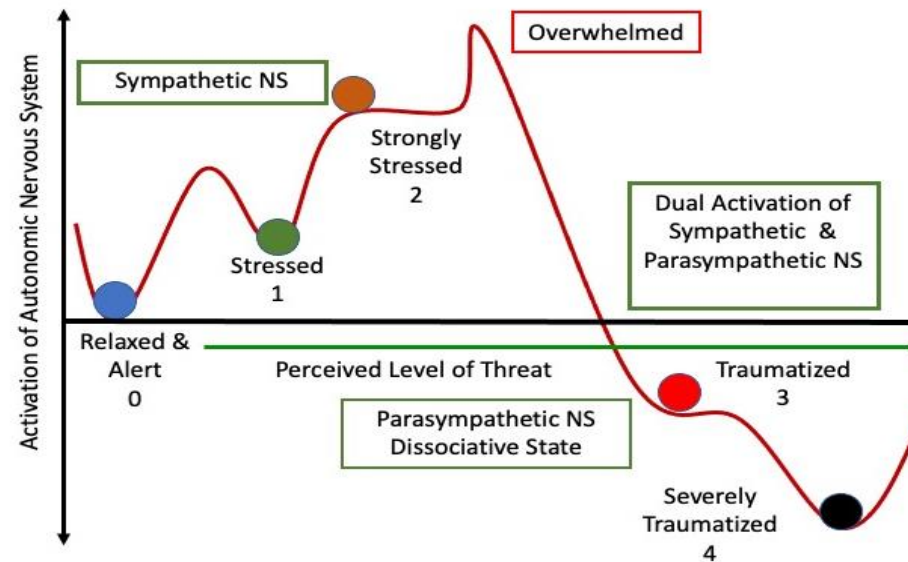 Activation of Autonomic Nervous System
Overwhelmed
Sympathetic NS
Strongly
Stressed
2
Dual Activation of
Sympathetic &
Parasympathetic NS
Stressed
1
Relaxed &
Alert
0
Perceived Level of Threat
Traumatized
3
Parasympathetic NS
Dissociative State
Severely
Traumatized
4